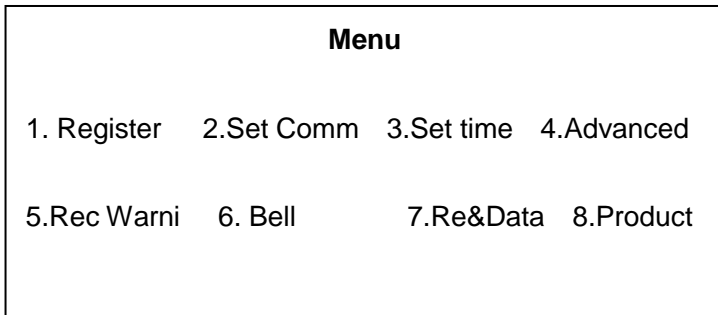 Menu
1. Register 2.Set Comm 3.Set time 4.Advanced
5.Rec Warni 6. Bell 7.Re&Data 8.Product